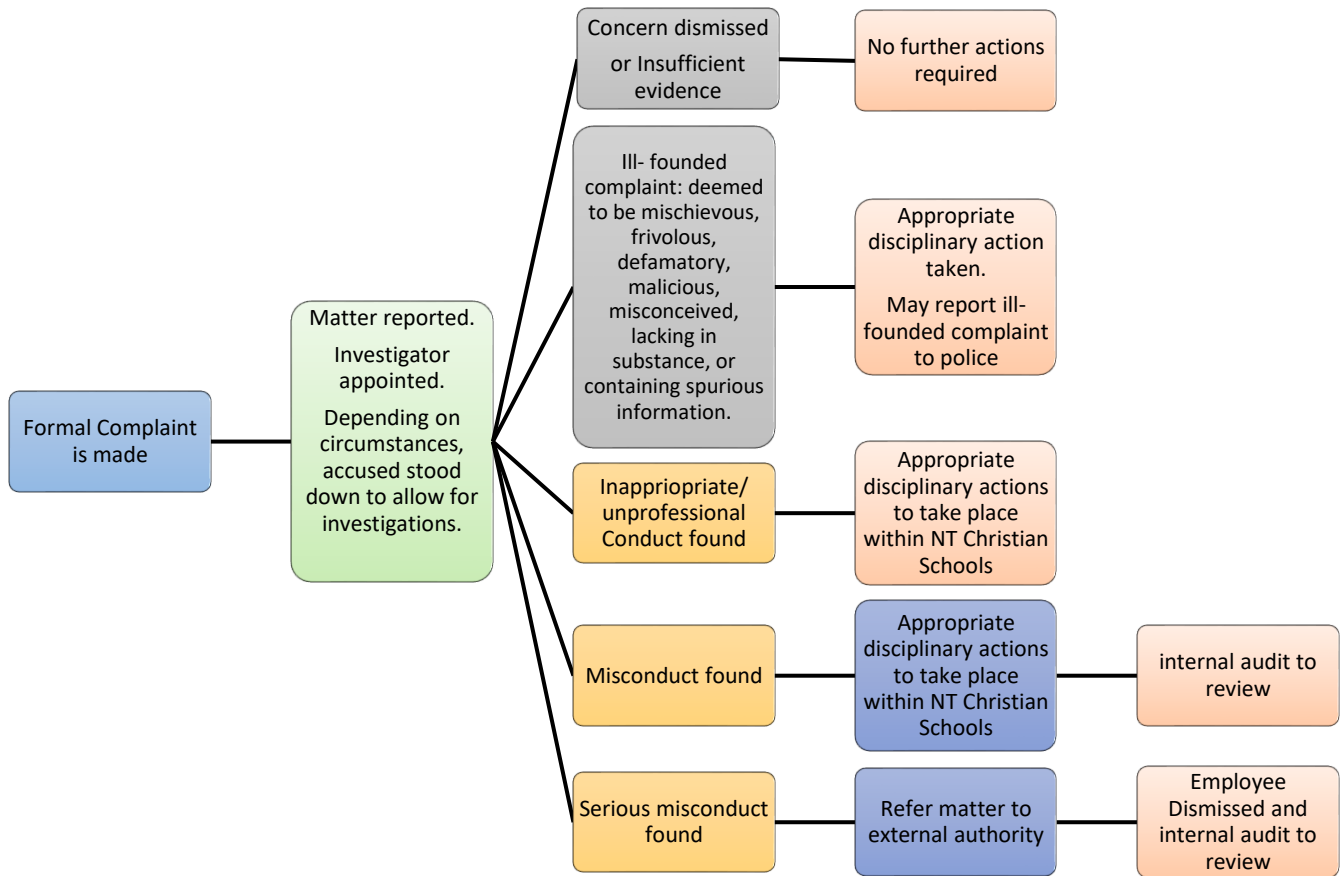 Formal Complaint
is made
Matter reported.
Investigator
appointed.
Depending on
circumstances,
accused stood
down to allow for
investigations.
Concern dismissed
or Insufficient
evidence
No further actions
required
Ill- founded
complaint: deemed
to be mischievous,
frivolous,
defamatory,
malicious,
misconceived,
lacking in
substance, or
containing spurious
information.
Appropriate
disciplinary action
taken.
May report ill-
founded complaint
to police
Inappriopriate/
unprofessional
Conduct found
Appropriate
disciplinary actions
to take place
within NT Christian
Schools
Misconduct found
Appropriate
disciplinary actions
to take place
within NT Christian
Schools
internal audit to
review
Serious misconduct
found
Refer matter to
external authority
Employee
Dismissed and
internal audit to
review